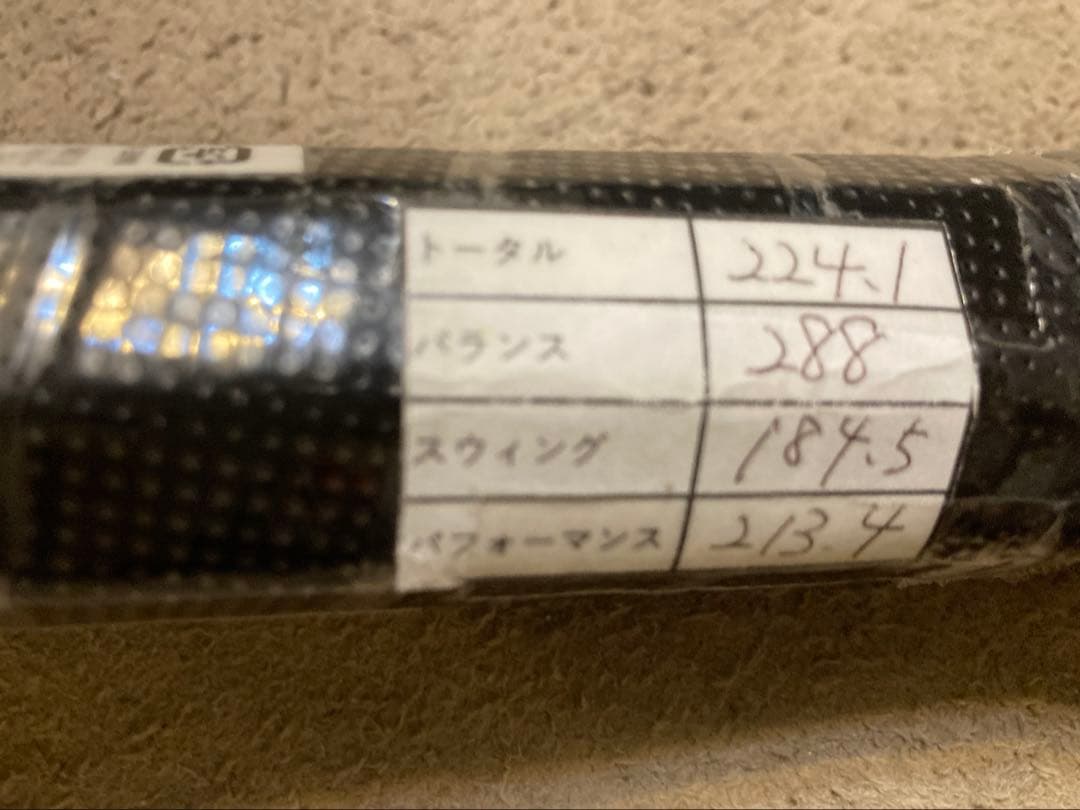 トータル 224.1
バランス 288
スウィング 184.5
パフォーマンス 213.4